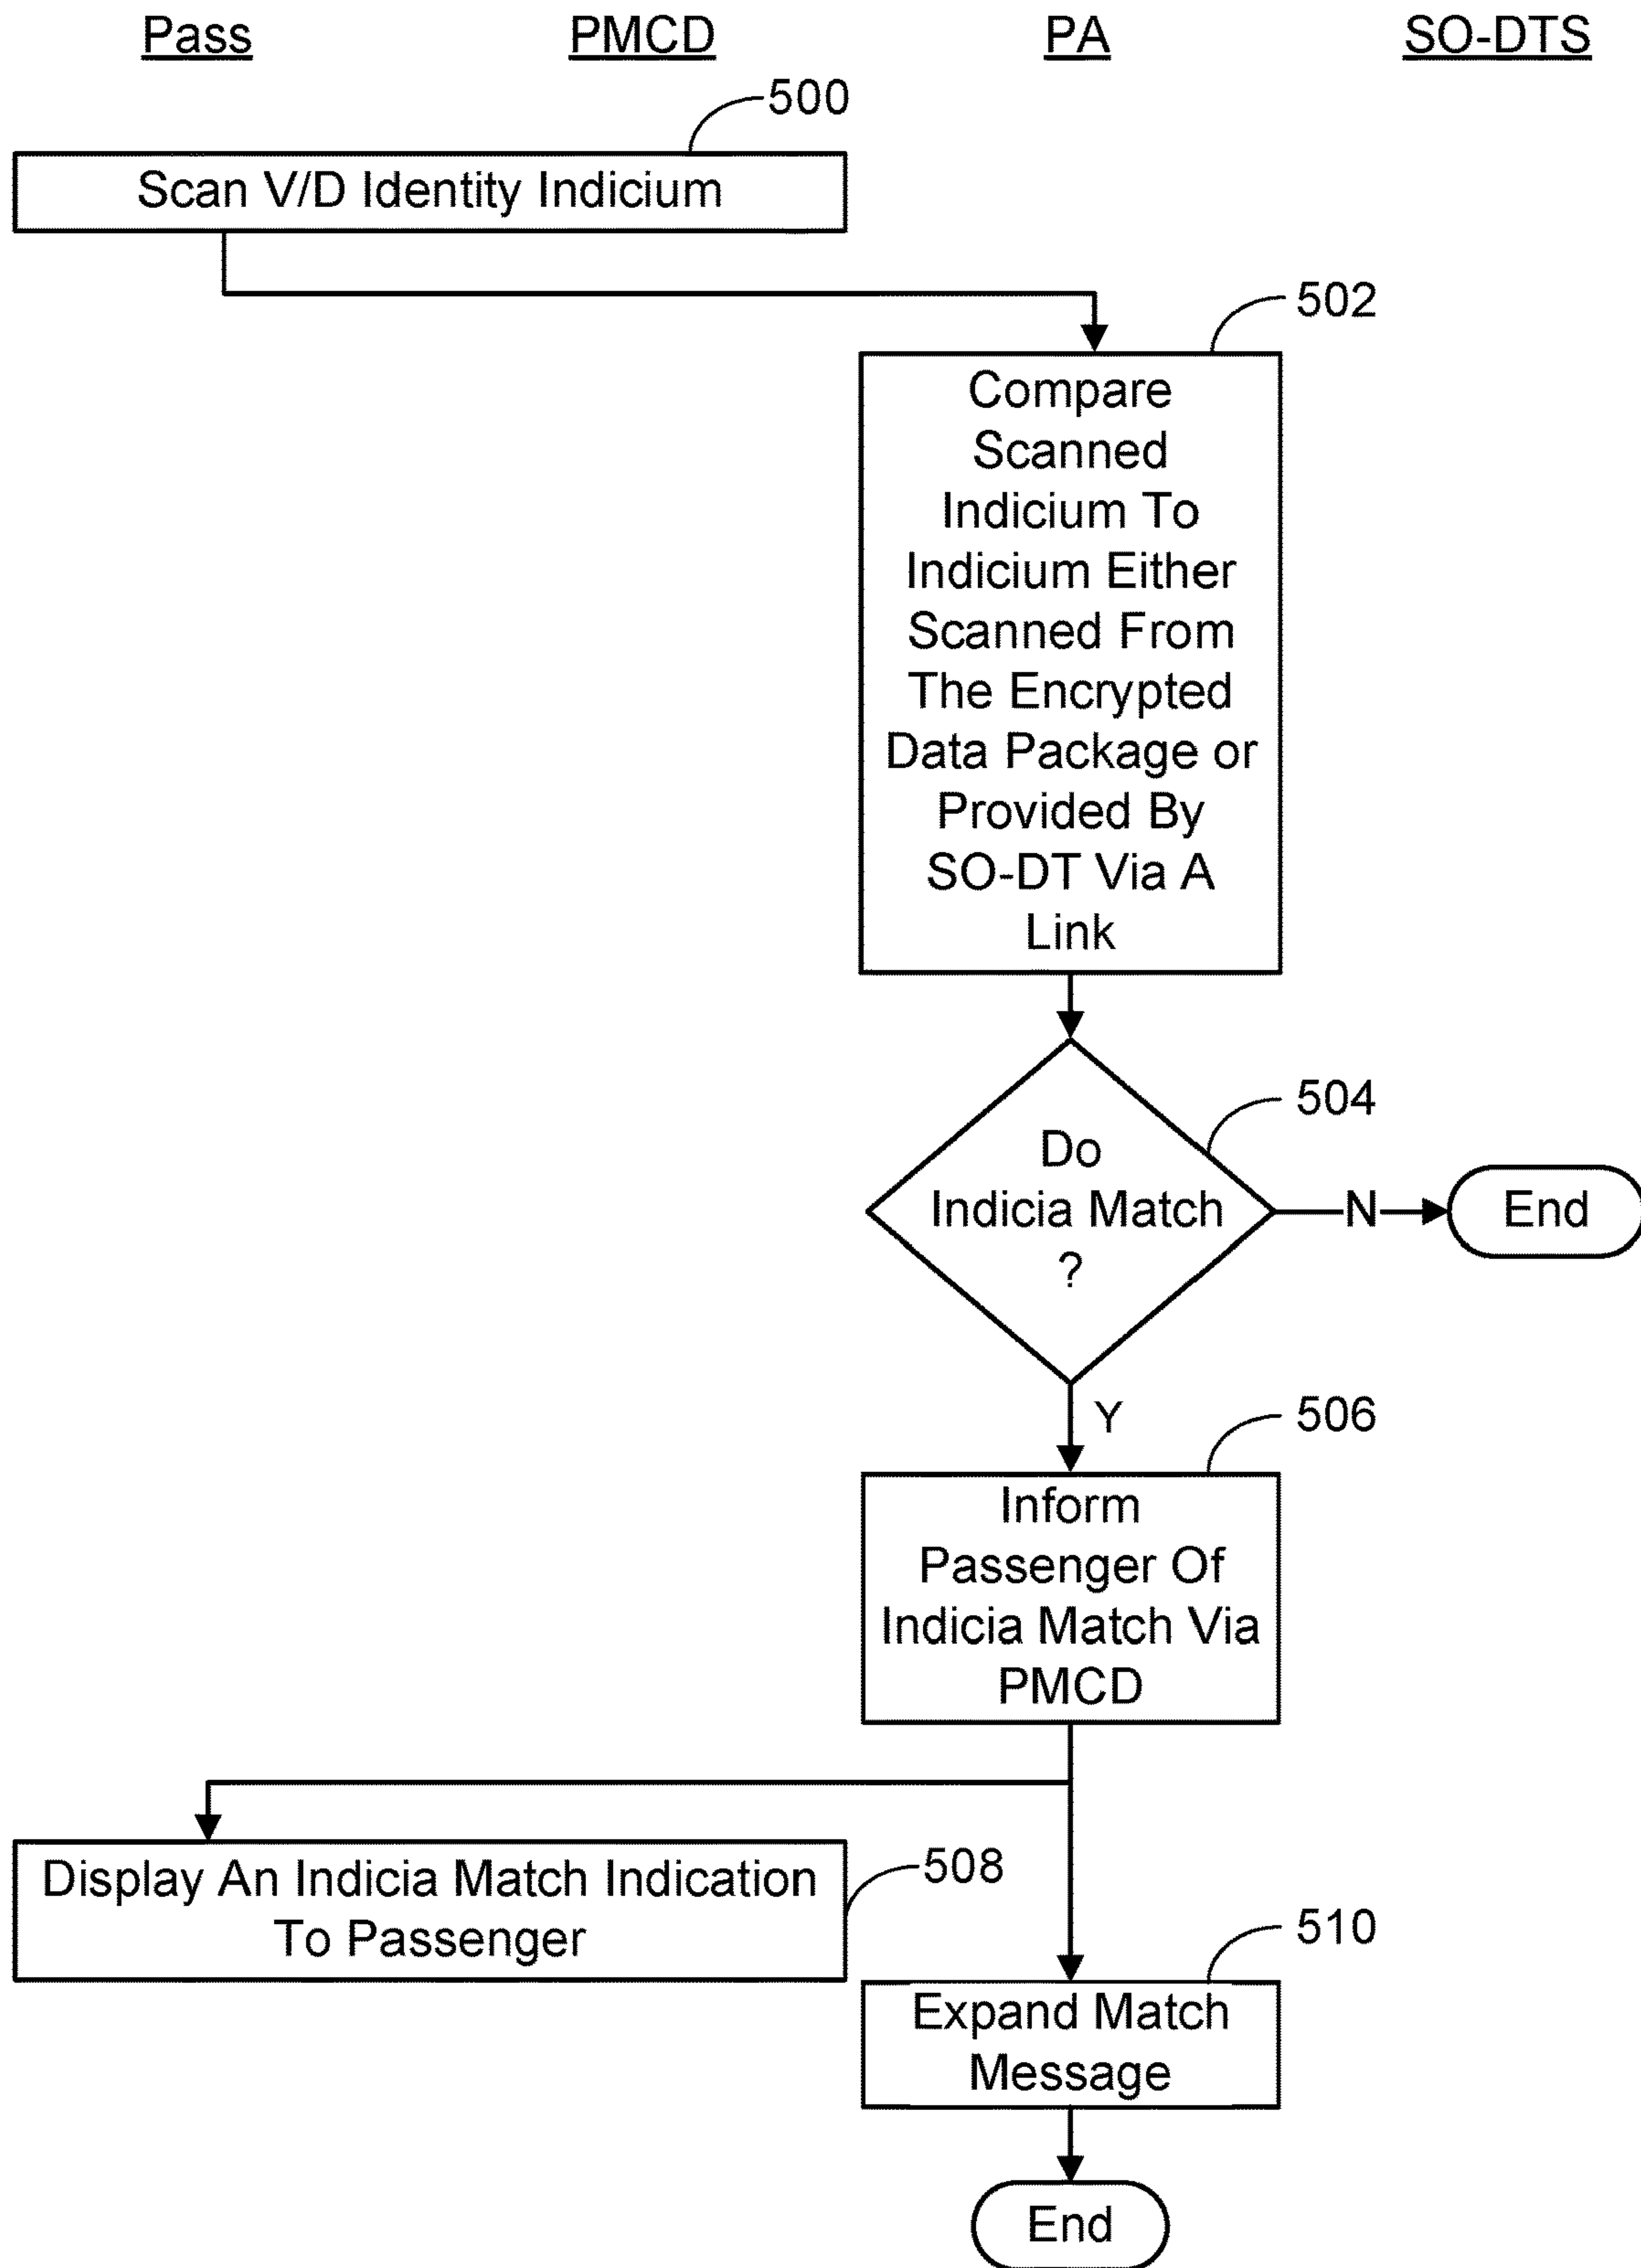 Pass PMCD PA SO-DTS
500
Scan V/D Identity Indicium
502
Compare
Scanned
Indicium To
Indicium Either
Scanned From
The Encrypted
Data Package or
Provided By
SO-DT Via A
Link
504
Do
Indicia Match
?
N
End
Y
506
Inform
Passenger Of
Indicia Match Via
PMCD
508
Display An Indicia Match Indication
To Passenger
510
Expand Match
Message
End